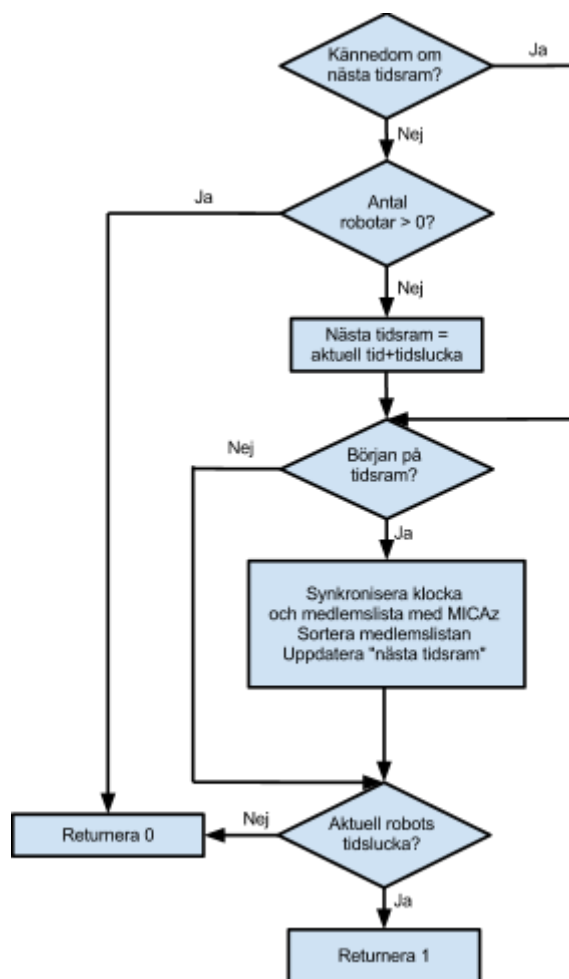 Kännedom om
nästa tidsram?
Ja
Nej
Ja
Antal
robotar > 0?
Nej
Nästa tidsram =
aktuell tid+tidslucka
Nej
Början på
tidsram?
Ja
Synkronisera klocka
och medlemslista med MICAz
Sortera medlemslistan
Uppdatera "nästa tidsram"
Returnera 0
Nej
Aktuell robots
tidslucka?
Ja
Returnera 1